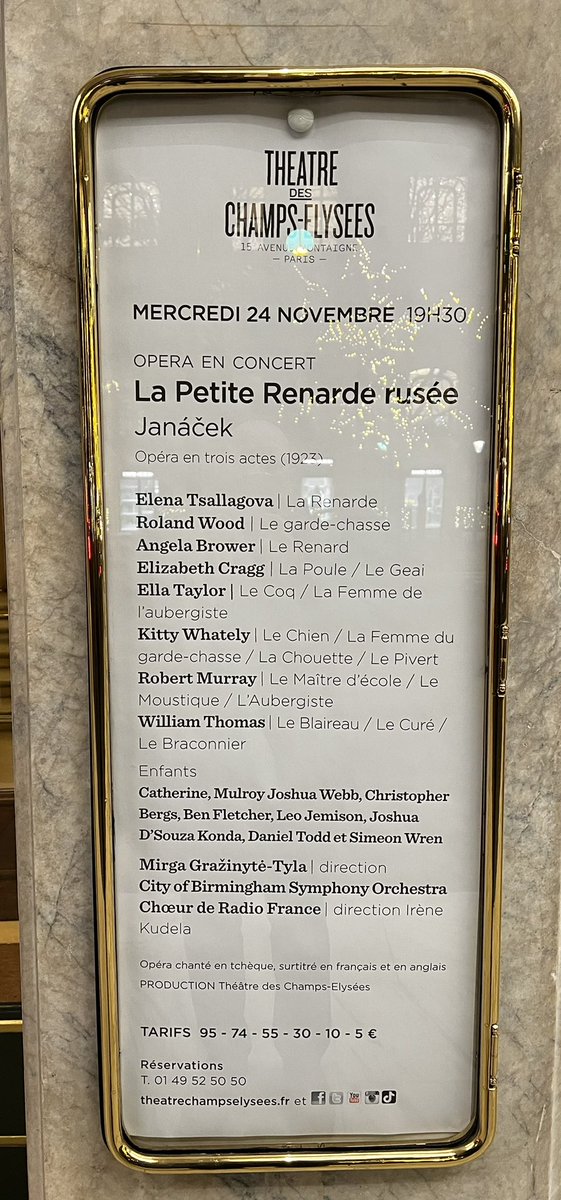 THEATRE
DES
CHAMPS-ELYSEES
15 AVENUE MONTAIGNE
— PARIS —
MERCREDI 24 NOVEMBRE 19H30
OPERA EN CONCERT
La Petite Renarde rusée
Janáček
Opéra en trois actes (1923)
Elena Tsallagova | La Renarde
Roland Wood | Le garde-chasse
Angela Brower | Le Renard
Elizabeth Cragg | La Poule / Le Geai
Ella Taylor | Le Coq / La Femme de
l'aubergiste
Kitty Whately | Le Chien / La Femme du
garde-chasse / La Chouette / Le Pivert
Robert Murray | Le Maître d'école / Le
Moustique / L'Aubergiste
William Thomas | Le Blaireau / Le Curé /
Le Braconnier
Enfants
Catherine, Mulroy Joshua Webb, Christopher
Bergs, Ben Fletcher, Leo Jemison, Joshua
D'Souza Konda, Daniel Todd et Simeon Wren
Mirga Gražinytė-Tyla | direction
City of Birmingham Symphony Orchestra
Chœur de Radio France | direction Irène
Kudela
Opéra chanté en tchèque, surtitré en français et en anglais
PRODUCTION Théâtre des Champs-Elysées
TARIFS 95 - 74 - 55 - 30 - 10 - 5 €
Réservations
T. 01 49 52 50 50
theatrechampselysees.fr et